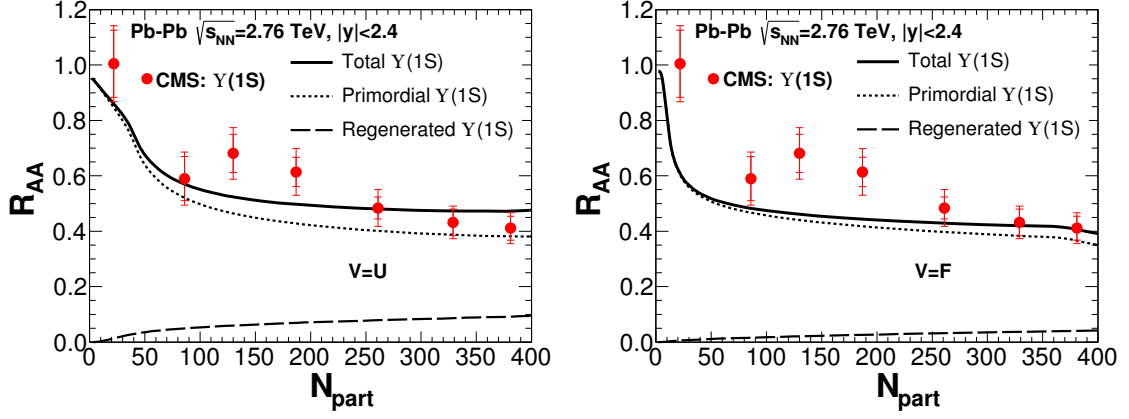 Pb-Pb √sNN=2.76 TeV, |y|<2.4
CMS: ϒ(1S)
Total ϒ(1S)
Primordial ϒ(1S)
Regenerated ϒ(1S)
V=U
RAA
1.0
0.8
0.6
0.4
0.2
0.0
0 50 100 150 200 250 300 350 400
Npart
Pb-Pb √sNN=2.76 TeV, |y|<2.4
CMS: ϒ(1S)
Total ϒ(1S)
Primordial ϒ(1S)
Regenerated ϒ(1S)
V=F
RAA
1.0
0.8
0.6
0.4
0.2
0.0
0 50 100 150 200 250 300 350 400
Npart